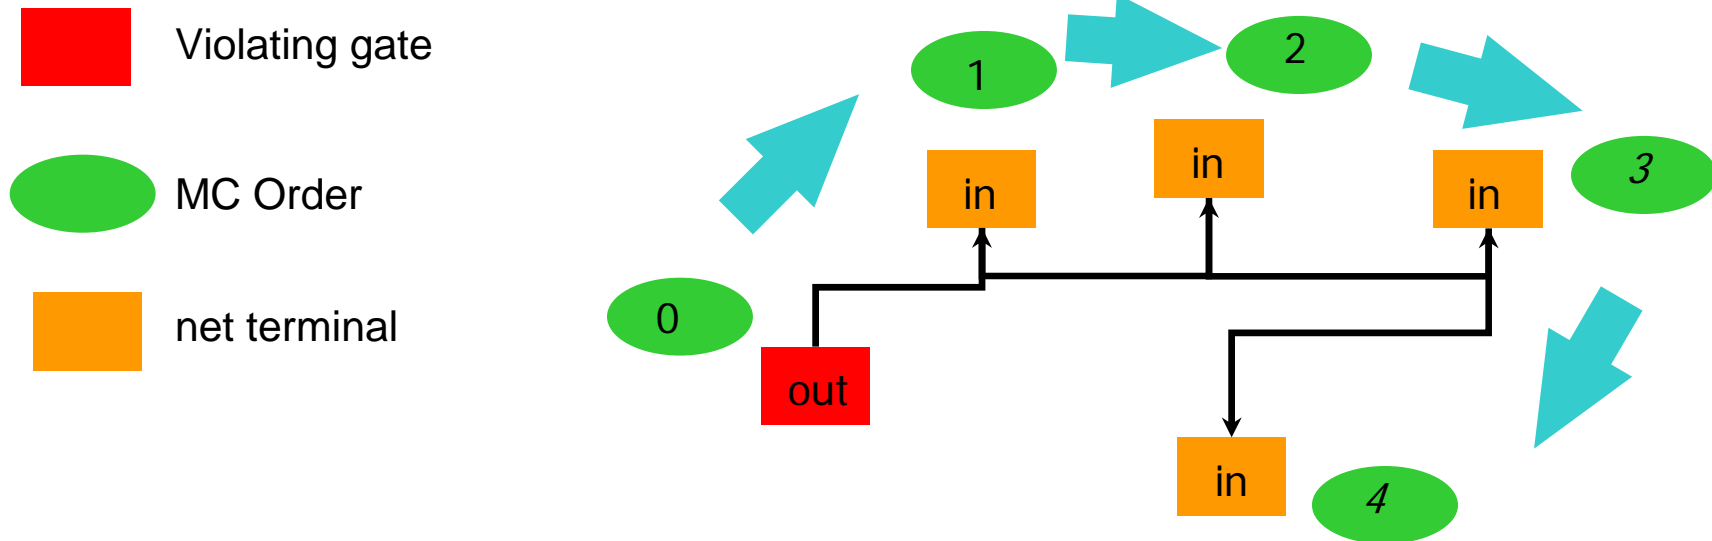 Violating gate
MC Order
net terminal
1
2
3
in
in
in
0
out
in
4